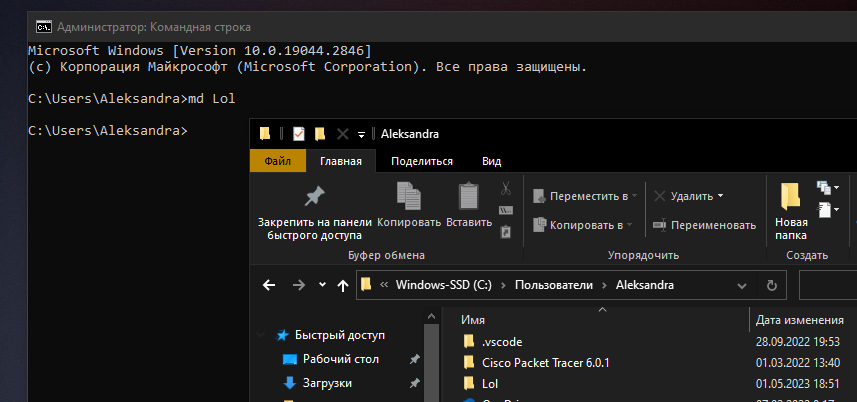 Администратор: Командная строка
Microsoft Windows [Version 10.0.19044.2846]
(c) Корпорация Майкрософт (Microsoft Corporation). Все права защищены.
C:\Users\Aleksandra>md Lol
C:\Users\Aleksandra>
Aleksandra
Файл Главная Поделиться Вид
Закрепить на панели быстрого доступа
Копировать
Вставить
Буфер обмена
Переместить в
Копировать в
Удалить
Переименовать
Упорядочить
Новая папка
Создать
Windows-SSD (C:) Пользователи Aleksandra
Быстрый доступ
Рабочий стол
Загрузки
Имя Дата изменения
.vscode 28.09.2022 19:53
Cisco Packet Tracer 6.0.1 01.03.2022 13:40
Lol 01.05.2023 18:51